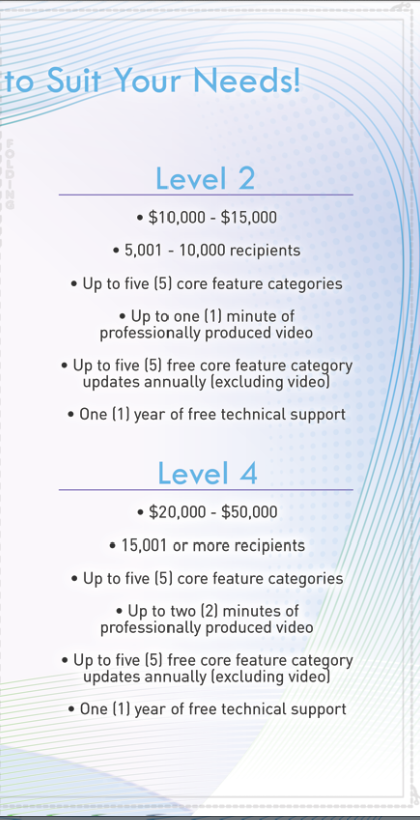 to Suit Your Needs!
FOLDING
Level 2
• $10,000 - $15,000
• 5,001 - 10,000 recipients
• Up to five (5) core feature categories
• Up to one (1) minute of
professionally produced video
• Up to five (5) free core feature category
updates annually (excluding video)
• One (1) year of free technical support
Level 4
• $20,000 - $50,000
• 15,001 or more recipients
• Up to five (5) core feature categories
• Up to two (2) minutes of
professionally produced video
• Up to five (5) free core feature category
updates annually (excluding video)
• One (1) year of free technical support